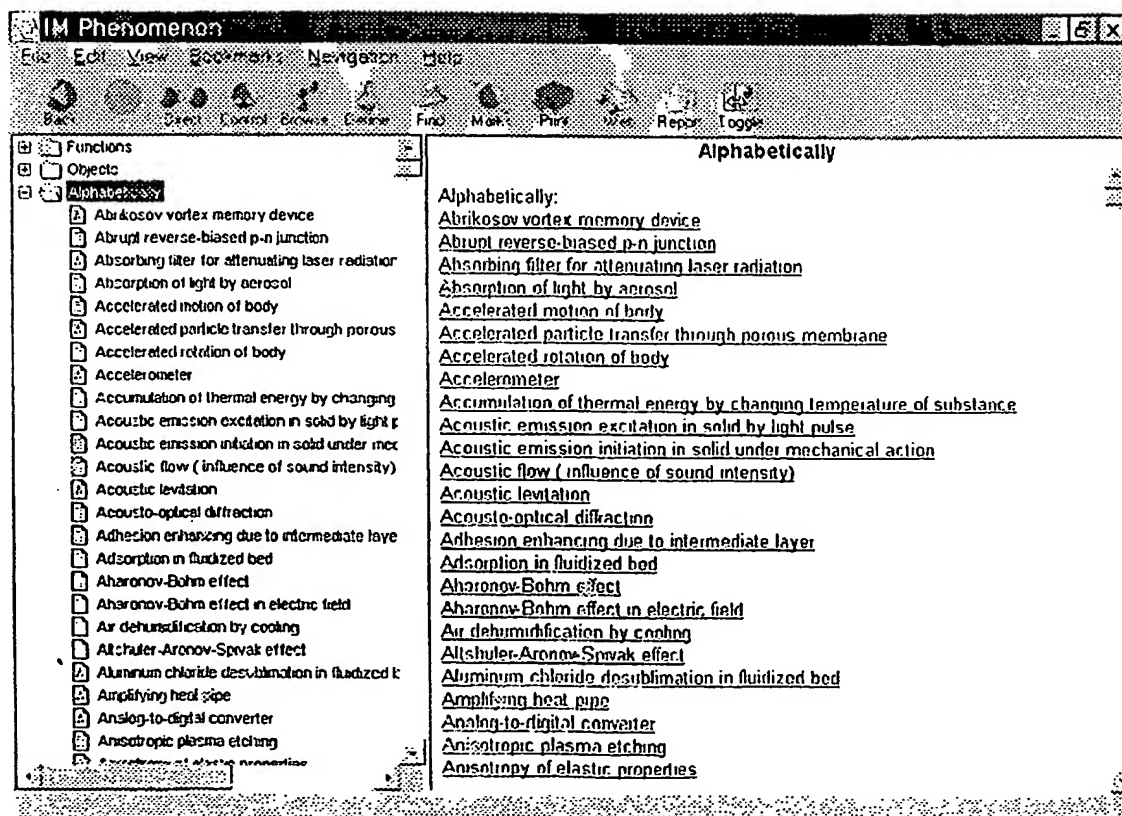 IM Phenomenon
File Edit View Bookmarks Navigation Help
Back Direct Control Browse Define Find Marks Print Web Report Toggle
Functions
Objects
Alphabetically
Abrikosov vortex memory device
Abrupt reverse-biased p-n junction
Absorbing filter for attenuating laser radiation
Absorption of light by aerosol
Accelerated motion of body
Accelerated particle transfer through porous
Accelerated rotation of body
Accelerometer
Accumulation of thermal energy by changing
Acoustic emission excitation in solid by light p
Acoustic emission initiation in solid under mec
Acoustic flow ( influence of sound intensity)
Acoustic levitation
Acousto-optical diffraction
Adhesion enhancing due to intermediate laye
Adsorption in fluidized bed
Aharonov-Bohm effect
Aharonov-Bohm effect in electric field
Air dehumidification by cooling
Altshuler-Aronov-Spivak effect
Aluminum chloride desublimation in fluidized b
Amplifying heat pipe
Analog-to-digital converter
Anisotropic plasma etching
Anisotropy of elastic properties
Alphabetically
Alphabetically:
Abrikosov vortex memory device
Abrupt reverse-biased p-n junction
Absorbing filter for attenuating laser radiation
Absorption of light by aerosol
Accelerated motion of body
Accelerated particle transfer through porous membrane
Accelerated rotation of body
Accelerometer
Accumulation of thermal energy by changing temperature of substance
Acoustic emission excitation in solid by light pulse
Acoustic emission initiation in solid under mechanical action
Acoustic flow ( influence of sound intensity)
Acoustic levitation
Acousto-optical diffraction
Adhesion enhancing due to intermediate layer
Adsorption in fluidized bed
Aharonov-Bohm effect
Aharonov-Bohm effect in electric field
Air dehumidification by cooling
Altshuler-Aronov-Spivak effect
Aluminum chloride desublimation in fluidized bed
Amplifying heat pipe
Analog-to-digital converter
Anisotropic plasma etching
Anisotropy of elastic properties